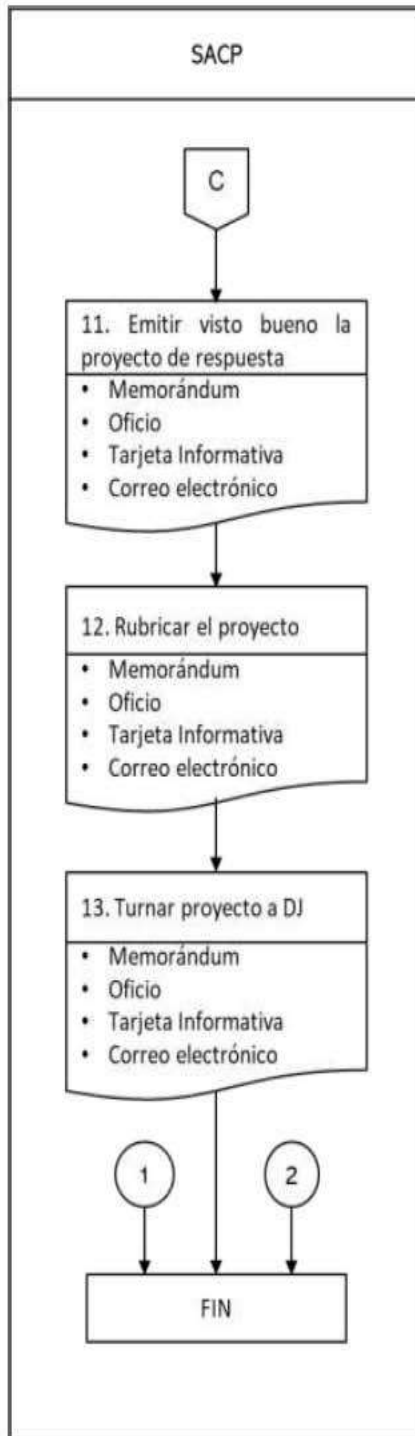 SACP
C
11. Emitir visto bueno la
proyecto de respuesta
• Memorándum
• Oficio
• Tarjeta Informativa
• Correo electrónico
12. Rubricar el proyecto
• Memorándum
• Oficio
• Tarjeta Informativa
• Correo electrónico
13. Turnar proyecto a DJ
• Memorándum
• Oficio
• Tarjeta Informativa
• Correo electrónico
1
2
FIN